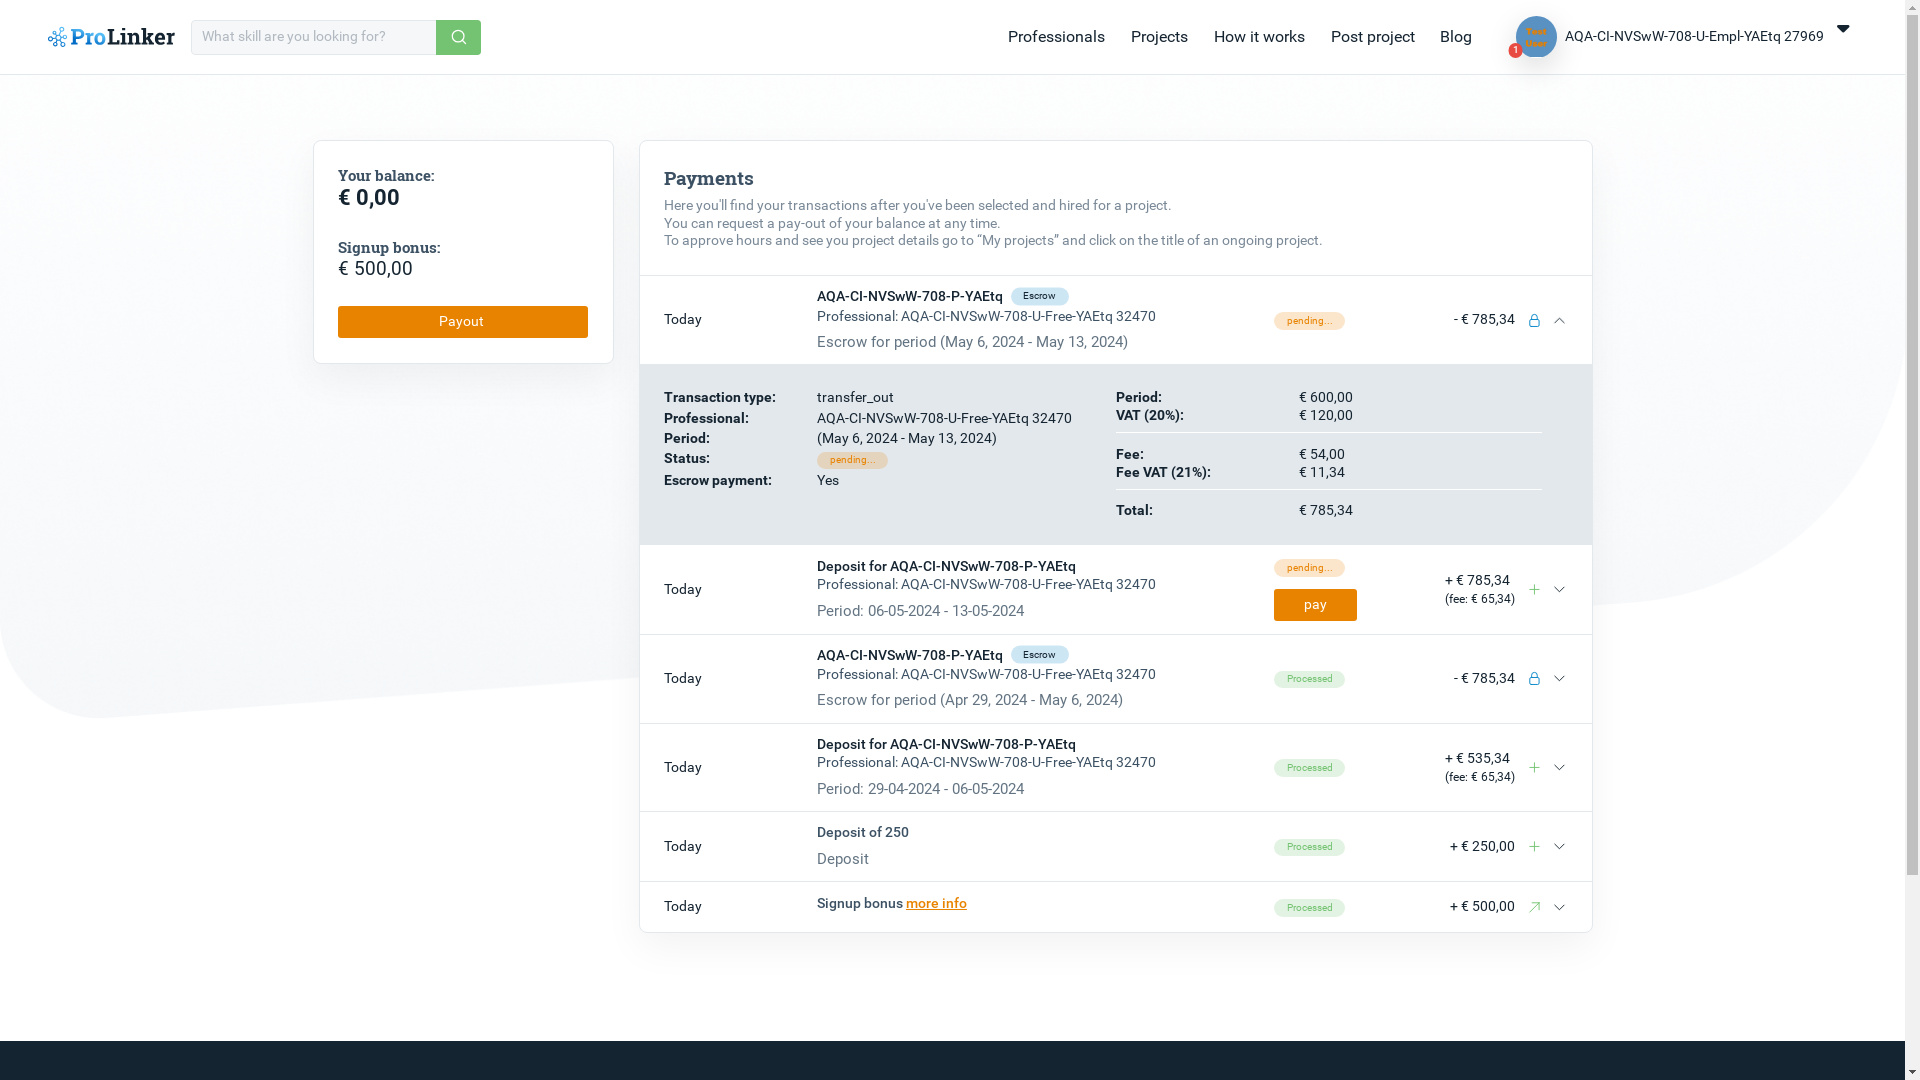 ProLinker
What skill are you looking for?
Professionals
Projects
How it works
Post project
Blog
1
AQA-CI-NVSwW-708-U-Empl-YAEtq 27969
Your balance:
€ 0,00
Signup bonus:
€ 500,00
Payout
Payments
Here you'll find your transactions after you've been selected and hired for a project.
You can request a pay-out of your balance at any time.
To approve hours and see you project details go to “My projects” and click on the title of an ongoing project.
Today
AQA-CI-NVSwW-708-P-YAEtq Escrow
Professional: AQA-CI-NVSwW-708-U-Free-YAEtq 32470
Escrow for period (May 6, 2024 - May 13, 2024)
pending...
- € 785,34
Transaction type: transfer_out
Professional: AQA-CI-NVSwW-708-U-Free-YAEtq 32470
Period: (May 6, 2024 - May 13, 2024)
Status: pending...
Escrow payment: Yes
Period: € 600,00
VAT (20%): € 120,00
Fee: € 54,00
Fee VAT (21%): € 11,34
Total: € 785,34
Today
Deposit for AQA-CI-NVSwW-708-P-YAEtq
Professional: AQA-CI-NVSwW-708-U-Free-YAEtq 32470
Period: 06-05-2024 - 13-05-2024
pending...
pay
+ € 785,34
(fee: € 65,34)
Today
AQA-CI-NVSwW-708-P-YAEtq Escrow
Professional: AQA-CI-NVSwW-708-U-Free-YAEtq 32470
Escrow for period (Apr 29, 2024 - May 6, 2024)
Processed
- € 785,34
Today
Deposit for AQA-CI-NVSwW-708-P-YAEtq
Professional: AQA-CI-NVSwW-708-U-Free-YAEtq 32470
Period: 29-04-2024 - 06-05-2024
Processed
+ € 535,34
(fee: € 65,34)
Today
Deposit of 250
Deposit
Processed
+ € 250,00
Today
Signup bonus more info
Processed
+ € 500,00